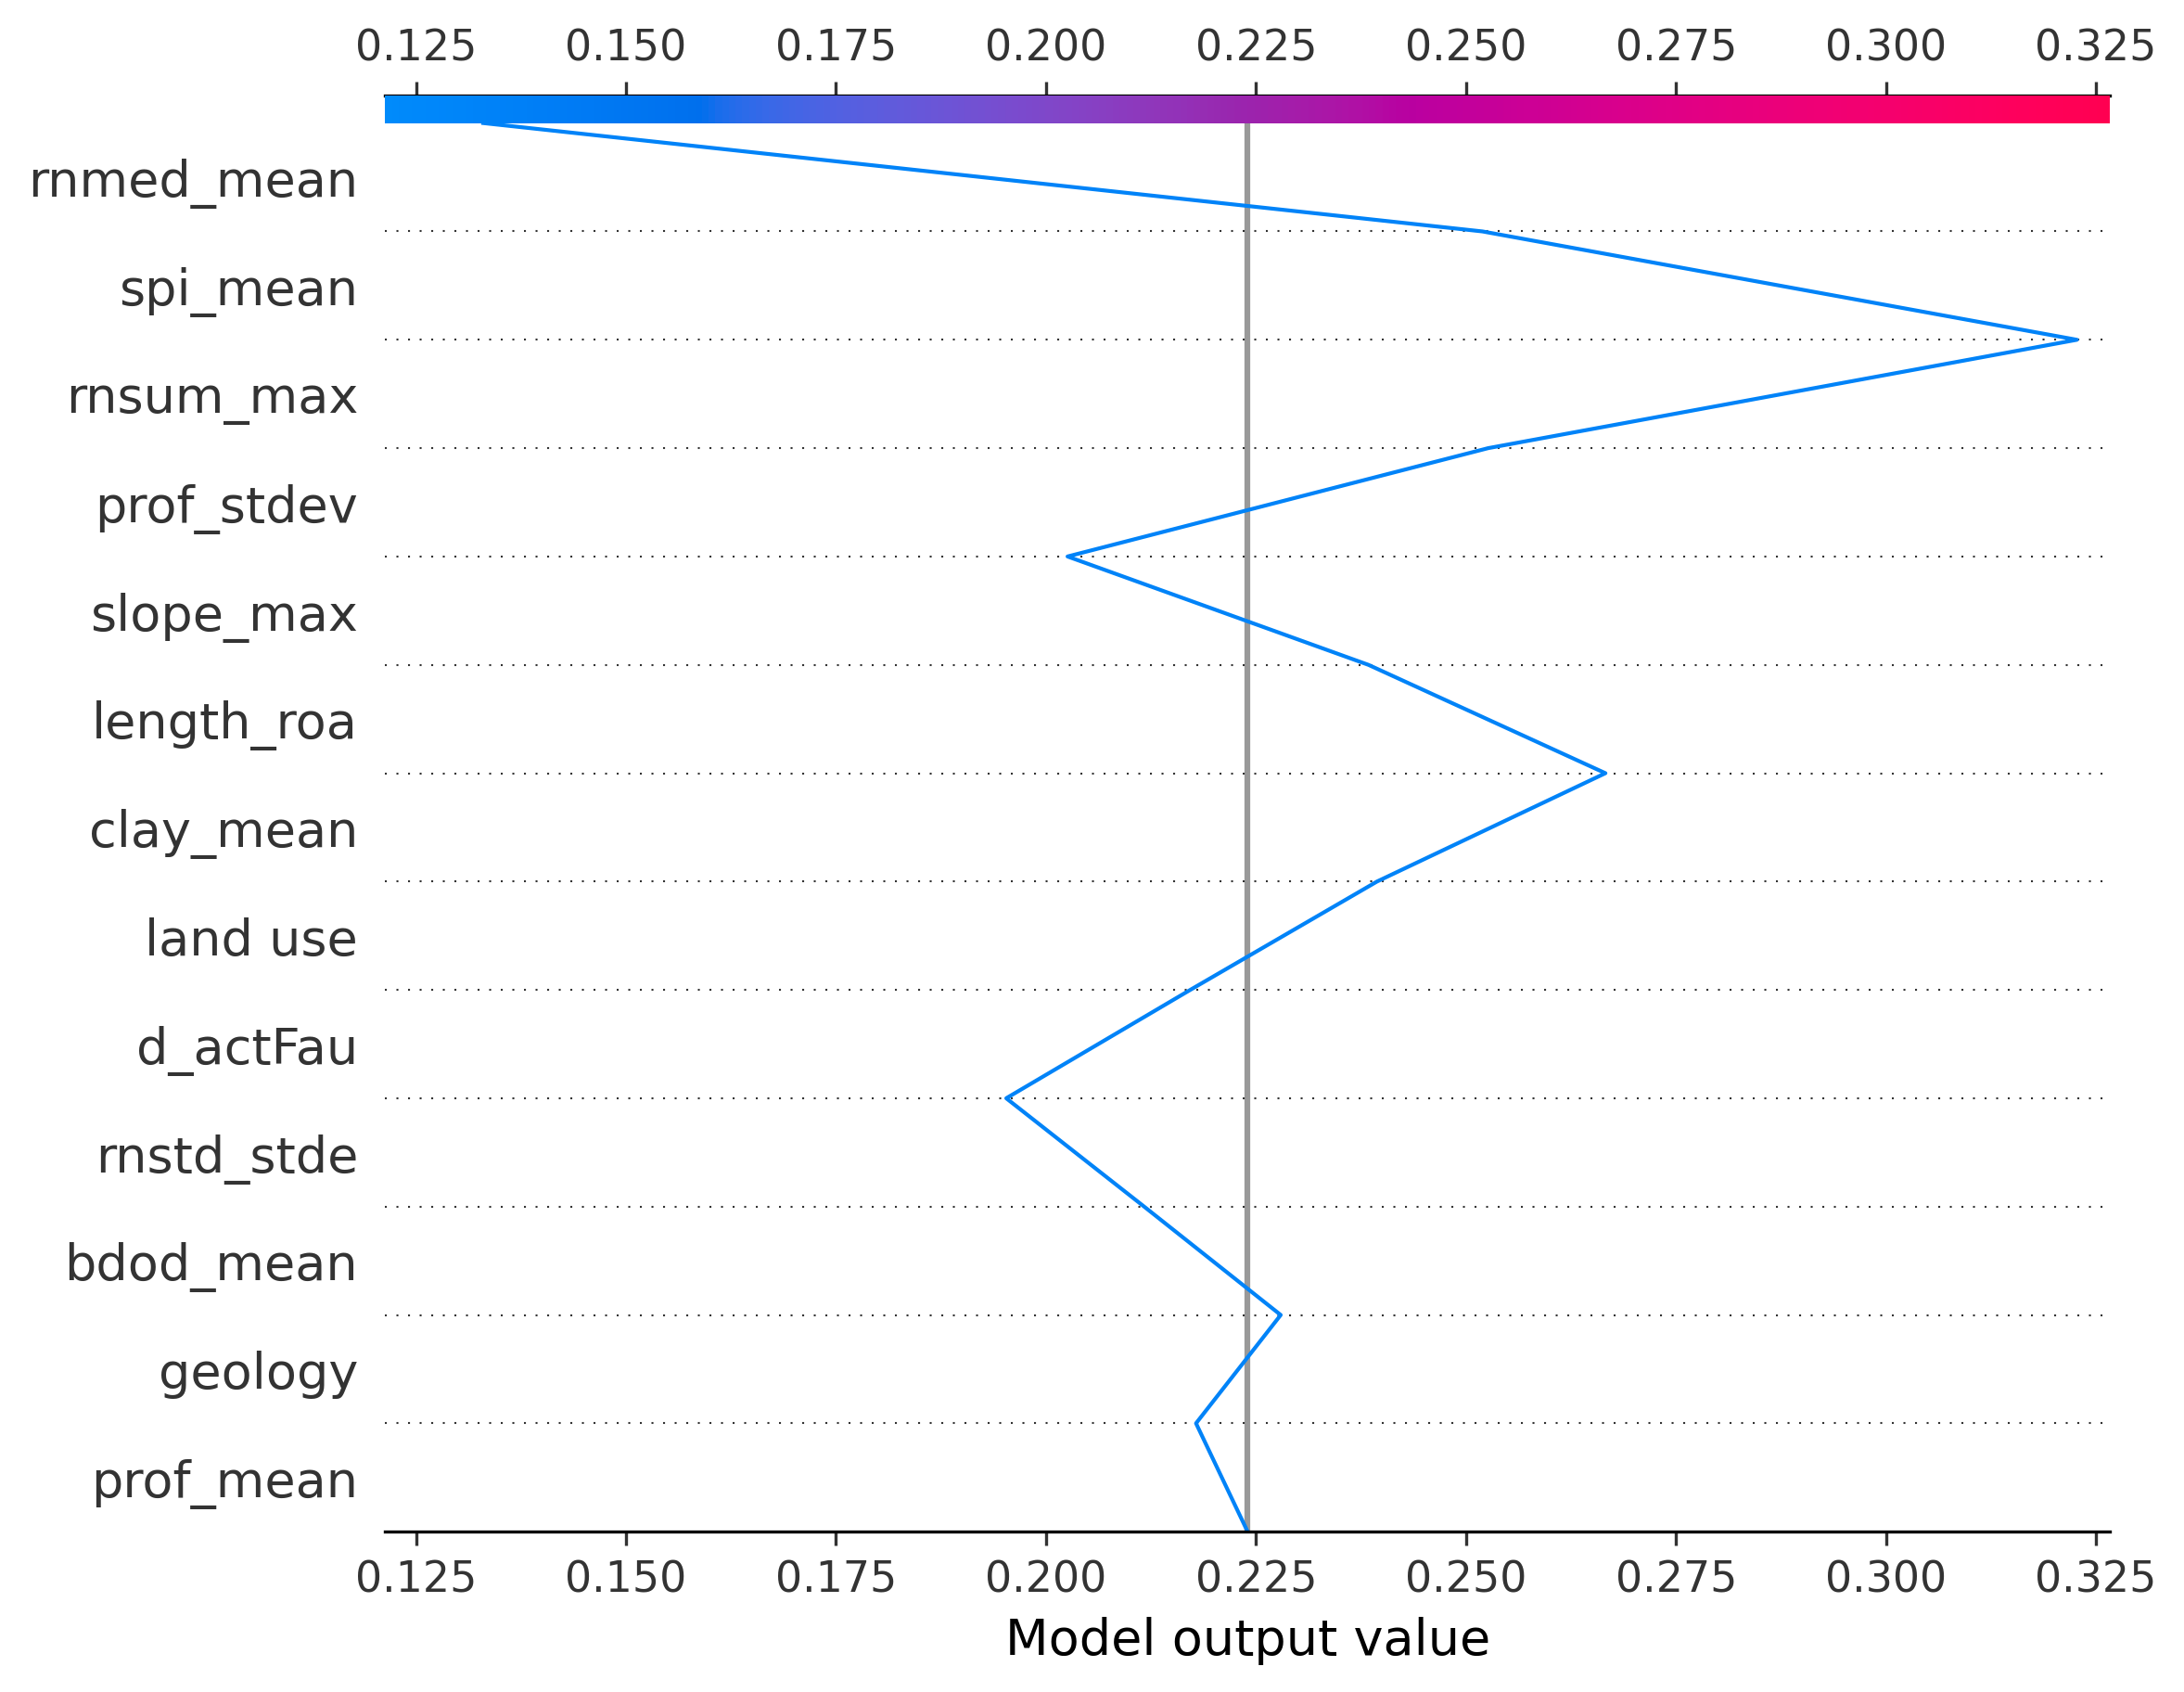 0.125 0.150 0.175 0.200 0.225 0.250 0.275 0.300 0.325
rnmed_mean
spi_mean
rnsum_max
prof_stdev
slope_max
length_roa
clay_mean
land use
d_actFau
rnstd_stde
bdod_mean
geology
prof_mean
0.125 0.150 0.175 0.200 0.225 0.250 0.275 0.300 0.325
Model output value